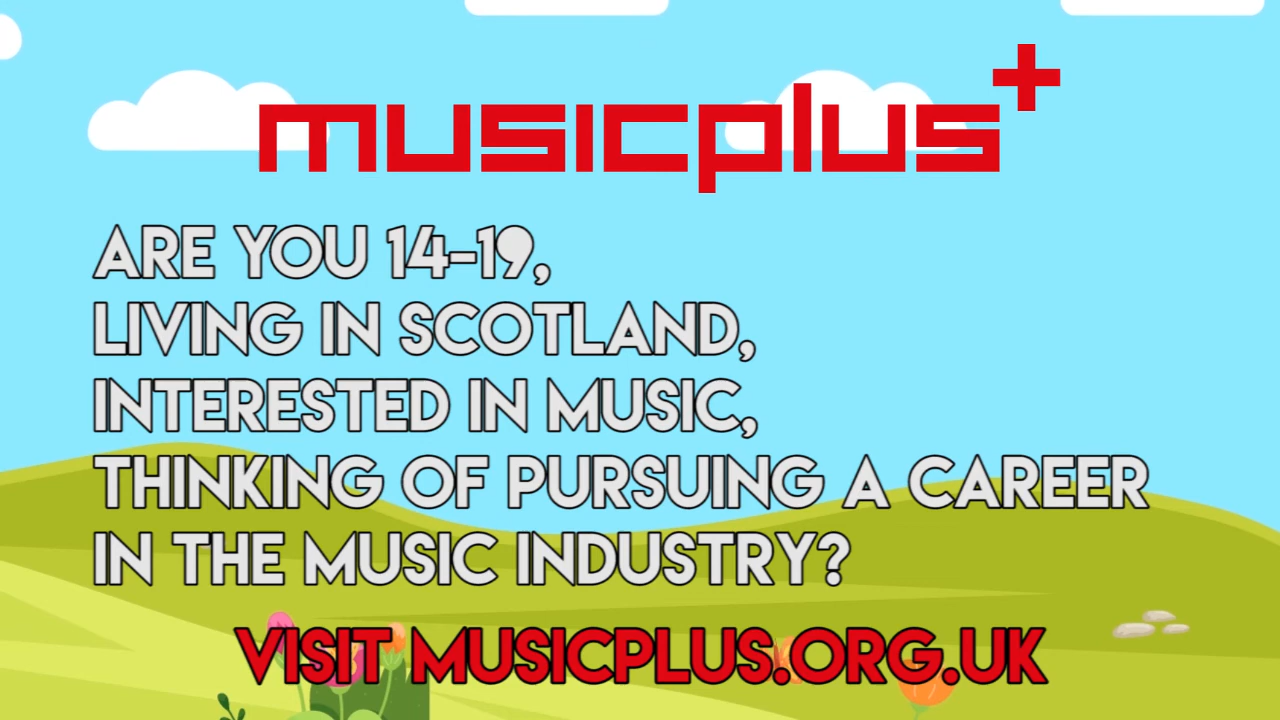 musicplus+
ARE YOU 14-19,
LIVING IN SCOTLAND,
INTERESTED IN MUSIC,
THINKING OF PURSUING A CAREER
IN THE MUSIC INDUSTRY?
VISIT MUSICPLUS.ORG.UK